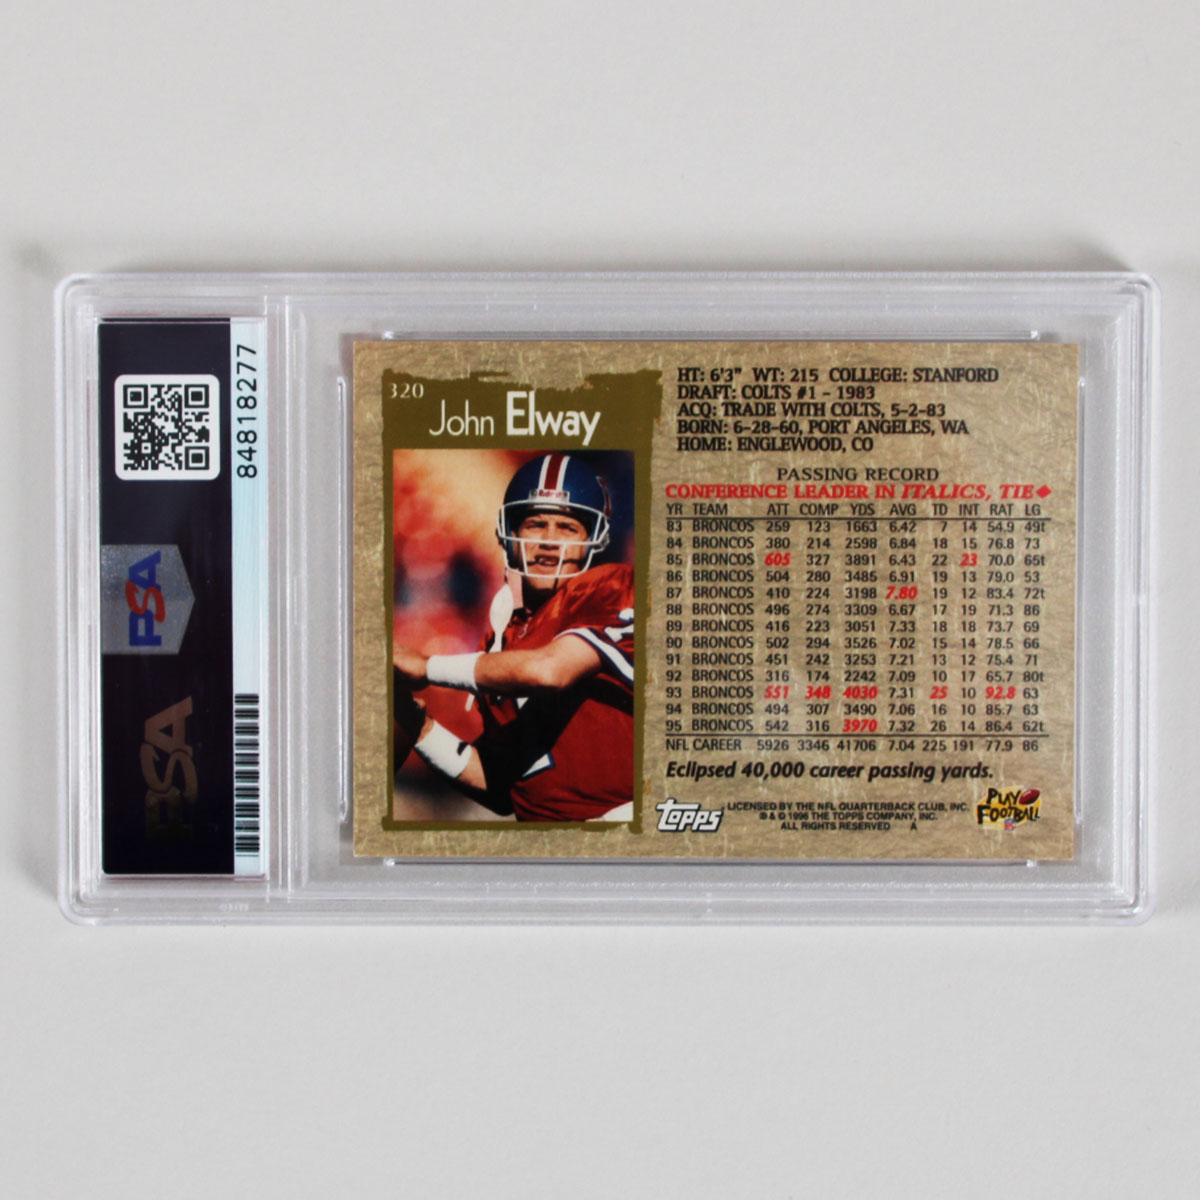 84818277
PSA
PSA
320
John Elway
Riddell
HT: 6'3" WT: 215 COLLEGE: STANFORD
DRAFT: COLTS #1 - 1983
ACQ: TRADE WITH COLTS, 5-2-83
BORN: 6-28-60, PORT ANGELES, WA
HOME: ENGLEWOOD, CO
PASSING RECORD
CONFERENCE LEADER IN ITALICS, TIE◆
YR TEAM ATT COMP YDS AVG TD INT RAT LG
83 BRONCOS 259 123 1663 6.42 7 14 54.9 49t
84 BRONCOS 380 214 2598 6.84 18 15 76.8 73
85 BRONCOS 605 327 3891 6.43 22 23 70.0 65t
86 BRONCOS 504 280 3485 6.91 19 13 79.0 53
87 BRONCOS 410 224 3198 7.80 19 12 83.4 72t
88 BRONCOS 496 274 3309 6.67 17 19 71.3 86
89 BRONCOS 416 223 3051 7.33 18 18 73.7 69
90 BRONCOS 502 294 3526 7.02 15 14 78.5 66
91 BRONCOS 451 242 3253 7.21 13 12 75.4 71
92 BRONCOS 316 174 2242 7.09 10 17 65.7 80t
93 BRONCOS 551 348 4030 7.31 25 10 92.8 63
94 BRONCOS 494 307 3490 7.06 16 10 85.7 63
95 BRONCOS 542 316 3970 7.32 26 14 86.4 62t
NFL CAREER 5926 3346 41706 7.04 225 191 77.9 86
Eclipsed 40,000 career passing yards.
Topps
LICENSED BY THE NFL QUARTERBACK CLUB, INC.
® & © 1996 THE TOPPS COMPANY, INC.
ALL RIGHTS RESERVED A
PLAY
FOOTBALL